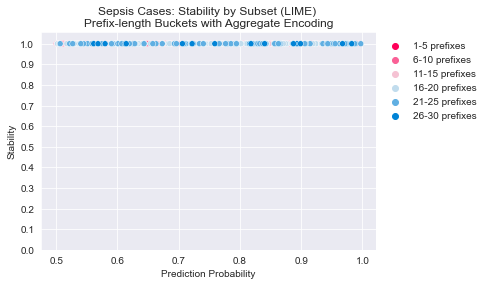 Sepsis Cases: Stability by Subset (LIME)
Prefix-length Buckets with Aggregate Encoding
1.0
0.9
0.8
0.7
0.6
0.5
0.4
0.3
0.2
0.1
0.0
Stability
0.5 0.6 0.7 0.8 0.9 1.0
Prediction Probability
1-5 prefixes
6-10 prefixes
11-15 prefixes
16-20 prefixes
21-25 prefixes
26-30 prefixes